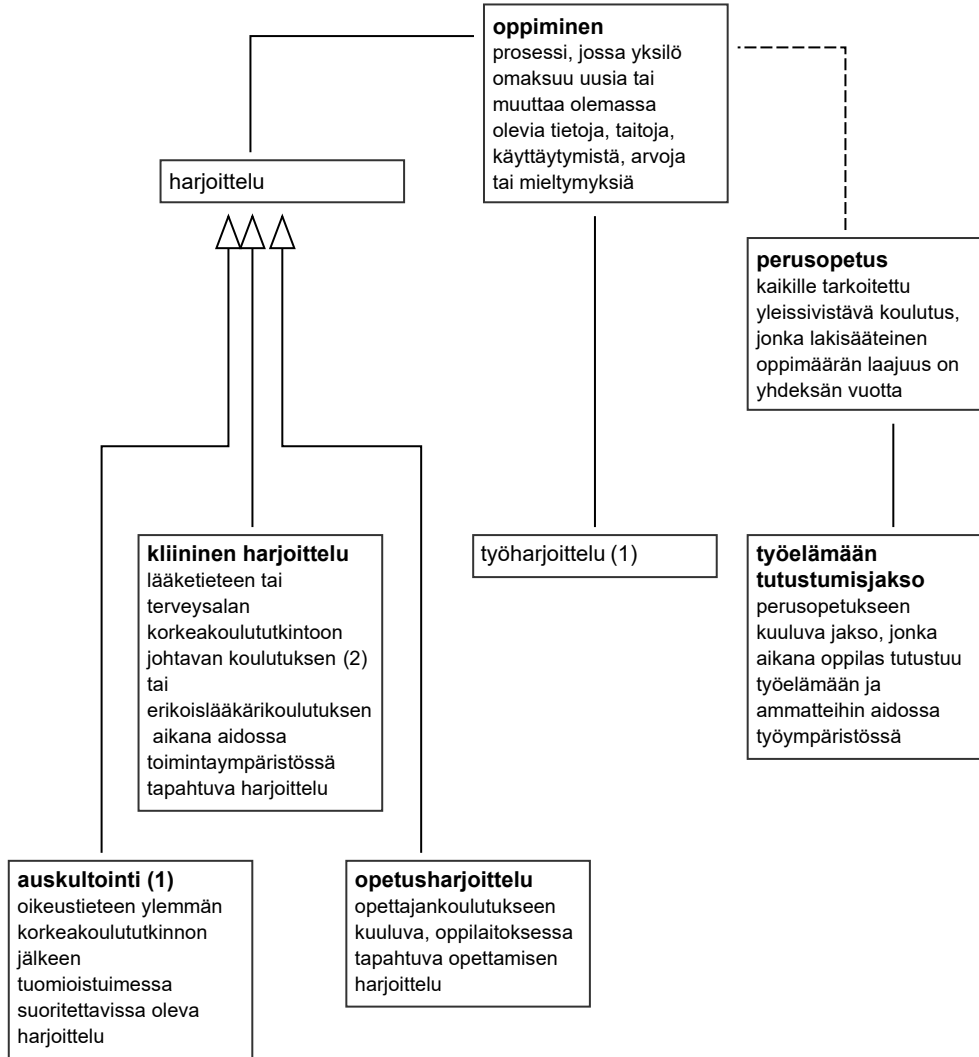 oppiminen
prosessi, jossa yksilö
omaksuu uusia tai
muuttaa olemassa
olevia tietoja, taitoja,
käyttäytymistä, arvoja
tai mieltymyksiä
harjoittelu
perusopetus
kaikille tarkoitettu
yleissivistävä koulutus,
jonka lakisääteinen
oppimäärän laajuus on
yhdeksän vuotta
kliininen harjoittelu
lääketieteen tai
terveysalan
korkeakoulututkintoon
johtavan koulutuksen (2)
tai
erikoislääkärikoulutuksen
aikana aidossa
toimintaympäristössä
tapahtuva harjoittelu
työharjoittelu (1)
työelämään
tutustumisjakso
perusopetukseen
kuuluva jakso, jonka
aikana oppilas tutustuu
työelämään ja
ammatteihin aidossa
työympäristössä
auskultointi (1)
oikeustieteen ylemmän
korkeakoulututkinnon
jälkeen
tuomioistuimessa
suoritettavissa oleva
harjoittelu
opetusharjoittelu
opettajankoulutukseen
kuuluva, oppilaitoksessa
tapahtuva opettamisen
harjoittelu